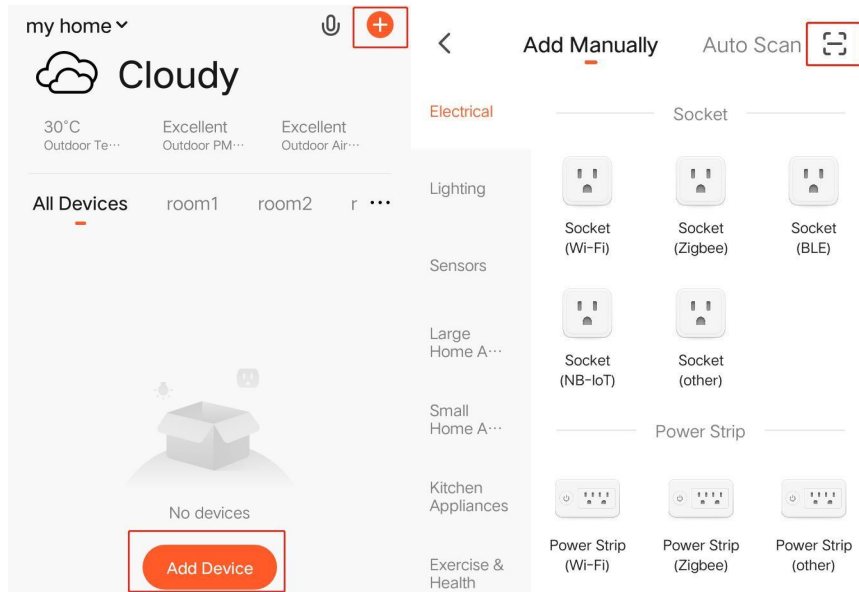 my home
Cloudy
30°C
Excellent
Excellent
Outdoor Te...
Outdoor PM...
Outdoor Air...
All Devices
room1
room2
r ...
No devices
Add Device
Add Manually
Auto Scan
Electrical
Lighting
Sensors
Large
Home A...
Small
Home A...
Kitchen
Appliances
Exercise &
Health
Socket
Socket
(Wi-Fi)
Socket
(Zigbee)
Socket
(BLE)
Socket
(NB-IoT)
Socket
(other)
Power Strip
Power Strip
(Wi-Fi)
Power Strip
(Zigbee)
Power Strip
(other)